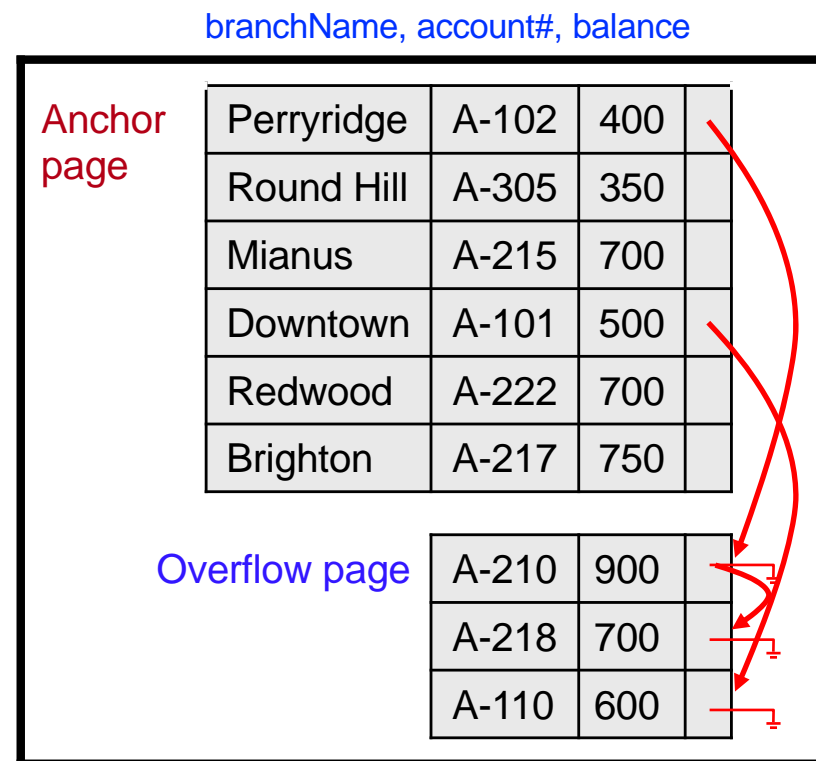 branchName, account#, balance
Anchor page
Perryridge A-102 400
Round Hill A-305 350
Mianus A-215 700
Downtown A-101 500
Redwood A-222 700
Brighton A-217 750
Overflow page A-210 900
A-218 700
A-110 600